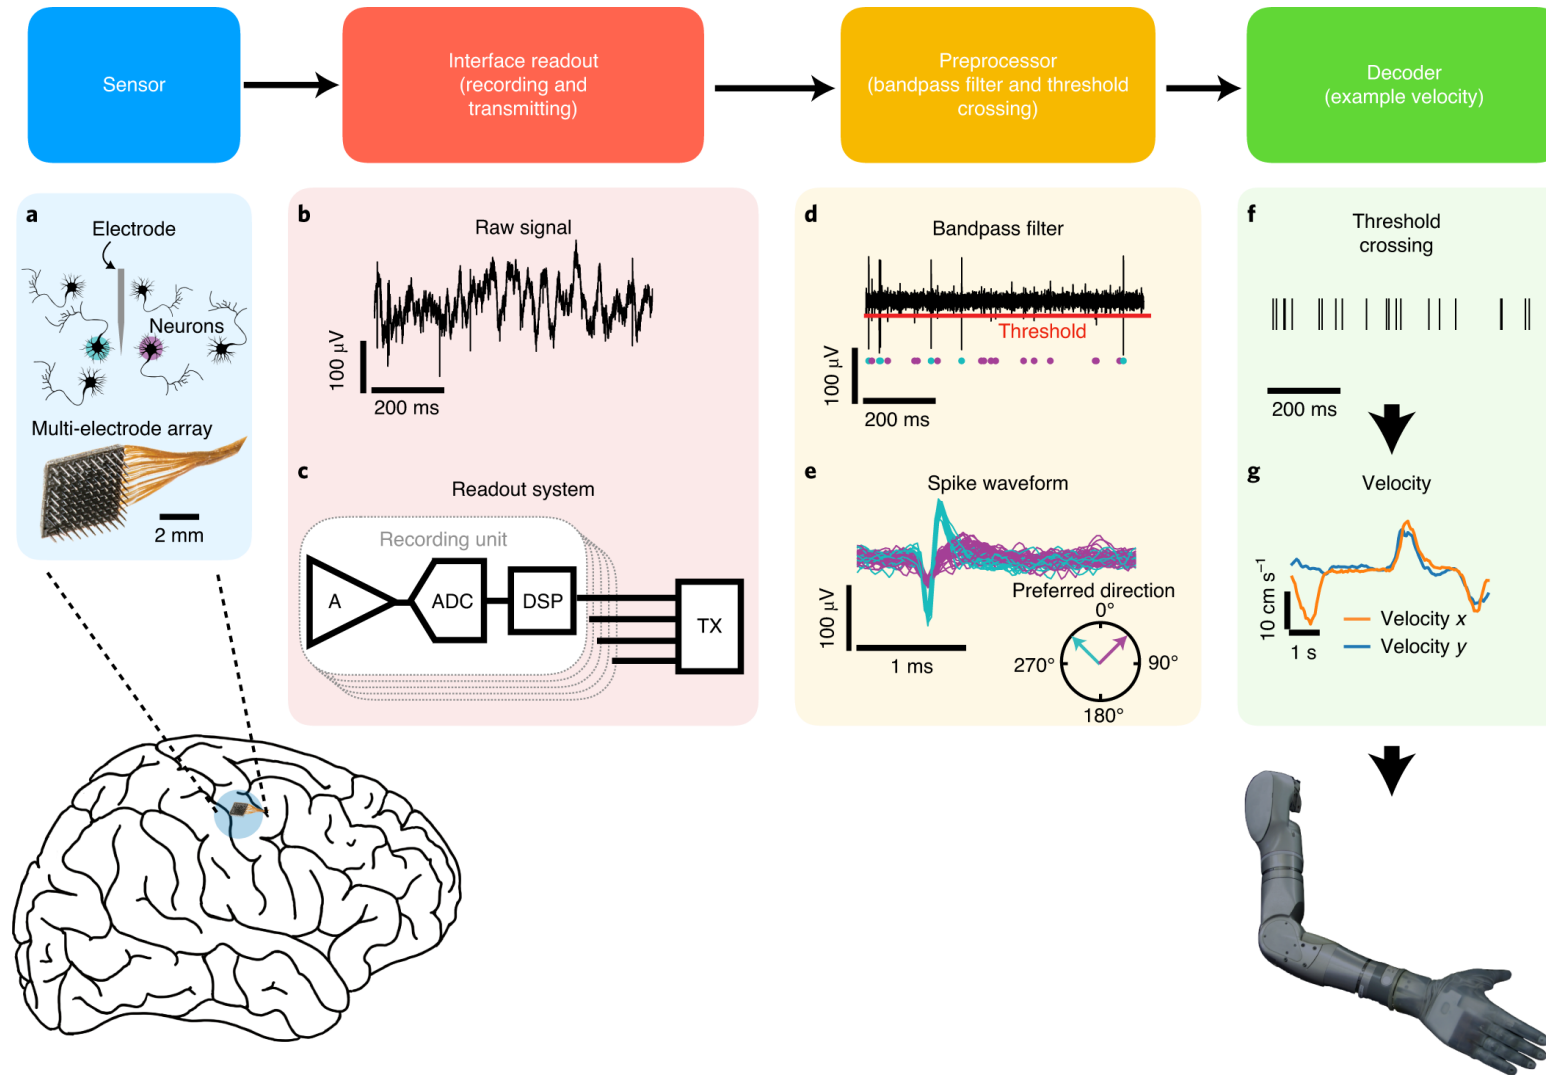 Sensor
Interface readout
(recording and
transmitting)
Preprocessor
(bandpass filter and threshold
crossing)
Decoder
(example velocity)
a
Electrode
Neurons
Multi-electrode array
2 mm
b
Raw signal
100 µV
200 ms
c
Readout system
Recording unit
A
ADC
DSP
TX
d
Bandpass filter
Threshold
100 µV
200 ms
e
Spike waveform
100 µV
1 ms
Preferred direction
0°
270°
90°
180°
f
Threshold
crossing
200 ms
g
Velocity
10 cm s⁻¹
1 s
Velocity x
Velocity y